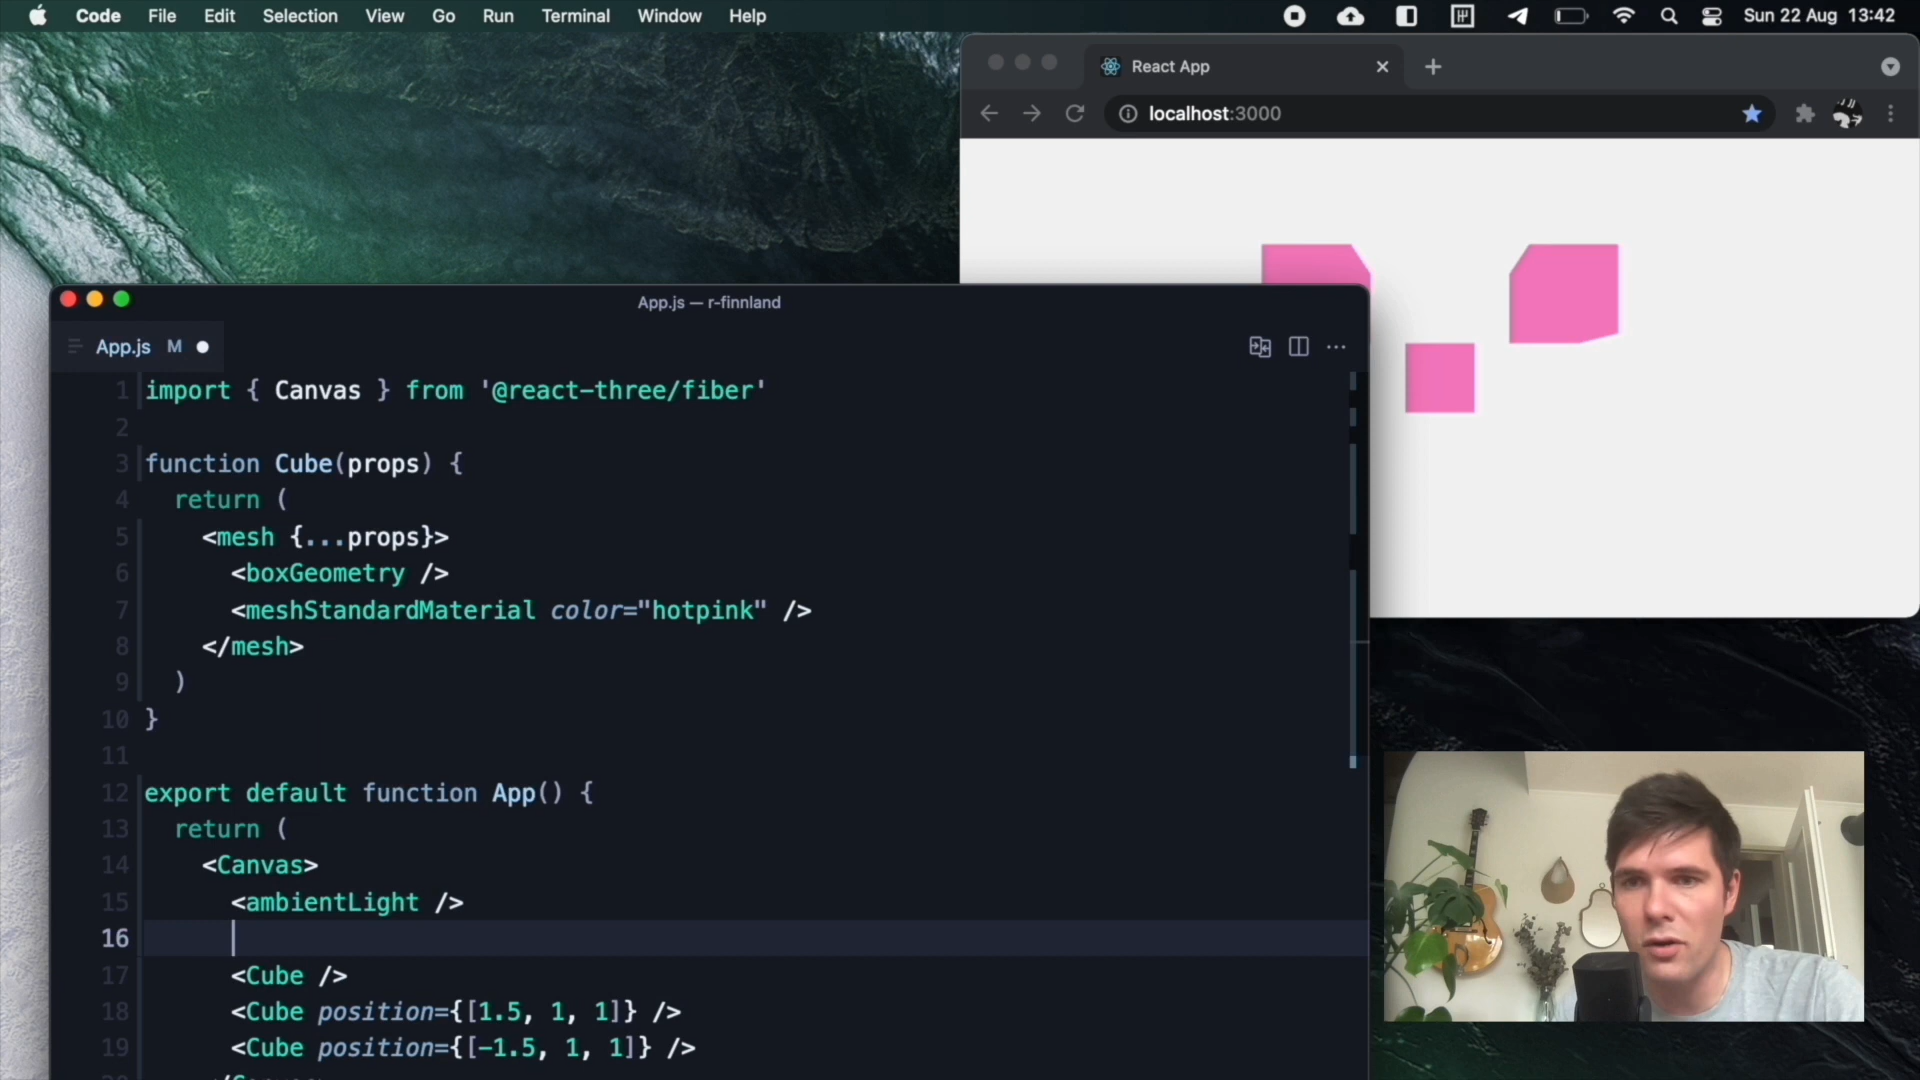 Code File Edit Selection View Go Run Terminal Window Help Sun 22 Aug 13:42
React App
localhost:3000
App.js — r-finnland
App.js M
1 import { Canvas } from '@react-three/fiber'
2
3 function Cube(props) {
4 return (
5 <mesh {...props}>
6 <boxGeometry />
7 <meshStandardMaterial color="hotpink" />
8 </mesh>
9 )
10 }
11
12 export default function App() {
13 return (
14 <Canvas>
15 <ambientLight />
16
17 <Cube />
18 <Cube position={[1.5, 1, 1]} />
19 <Cube position={[-1.5, 1, 1]} />